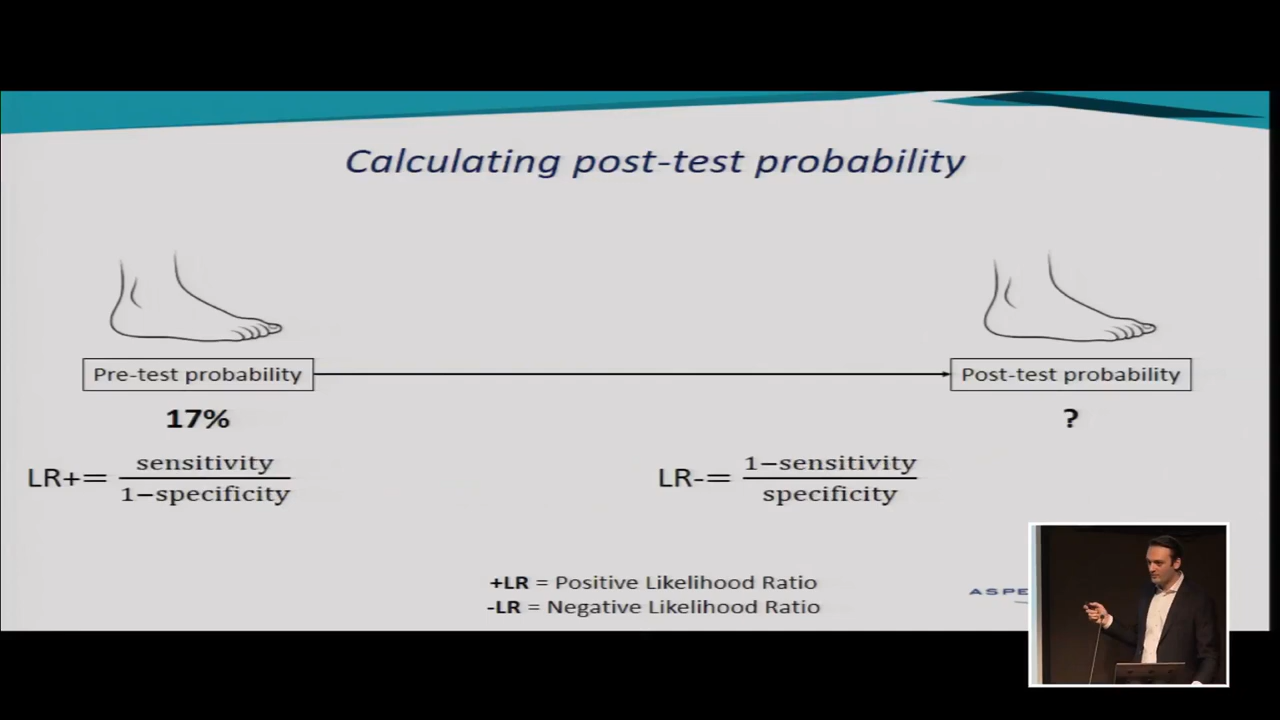 Calculating post-test probability
Pre-test probability
Post-test probability
17%
?
LR+= sensitivity / 1−specificity
LR-= 1−sensitivity / specificity
+LR = Positive Likelihood Ratio
-LR = Negative Likelihood Ratio